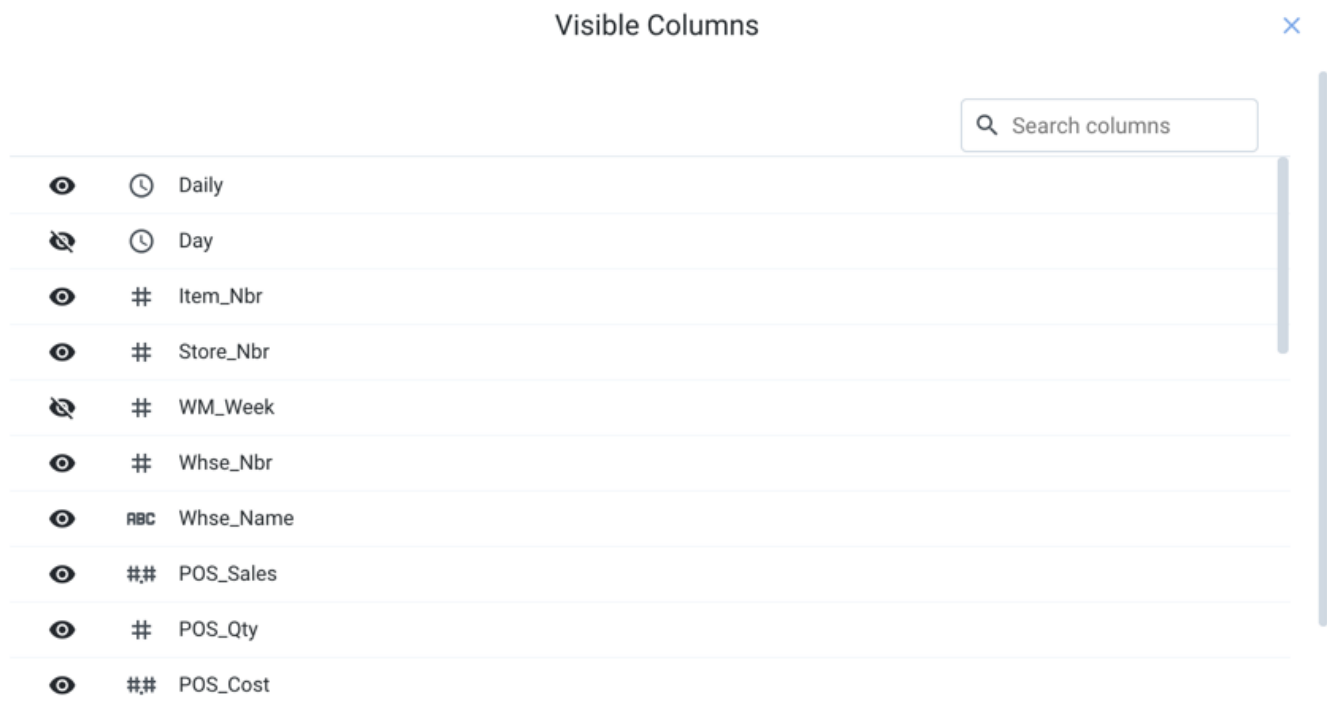 Visible Columns
Search columns
Daily
Day
# Item_Nbr
# Store_Nbr
# WM_Week
# Whse_Nbr
ABC Whse_Name
#.# POS_Sales
# POS_Qty
#.# POS_Cost